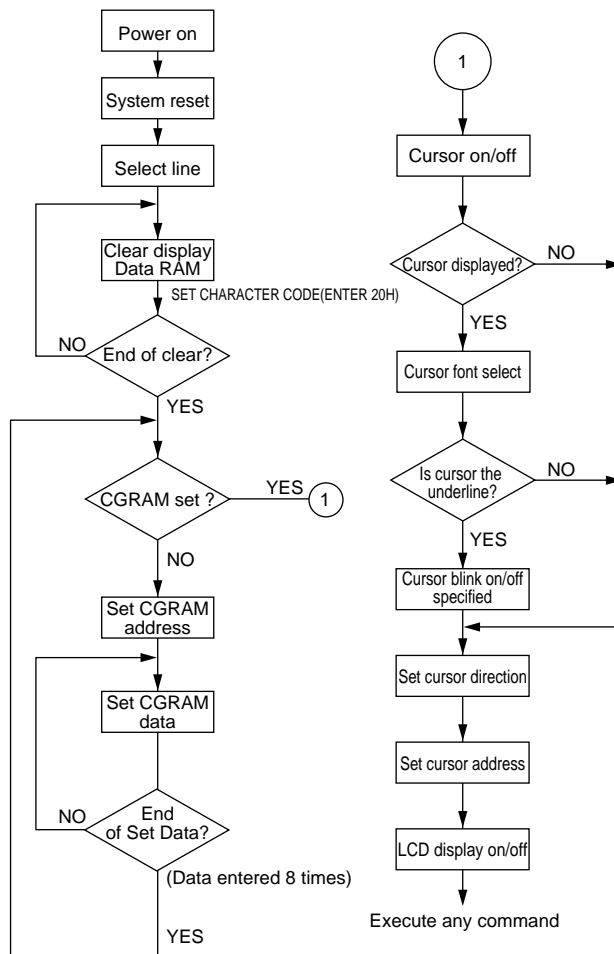 Power on
System reset
Select line
Clear display
Data RAM
SET CHARACTER CODE(ENTER 20H)
NO
End of clear?
YES
CGRAM set ?
YES
1
NO
Set CGRAM
address
Set CGRAM
data
NO
End
of Set Data?
(Data entered 8 times)
YES
1
Cursor on/off
Cursor displayed?
NO
YES
Cursor font select
Is cursor the
underline?
NO
YES
Cursor blink on/off
specified
Set cursor direction
Set cursor address
LCD display on/off
Execute any command